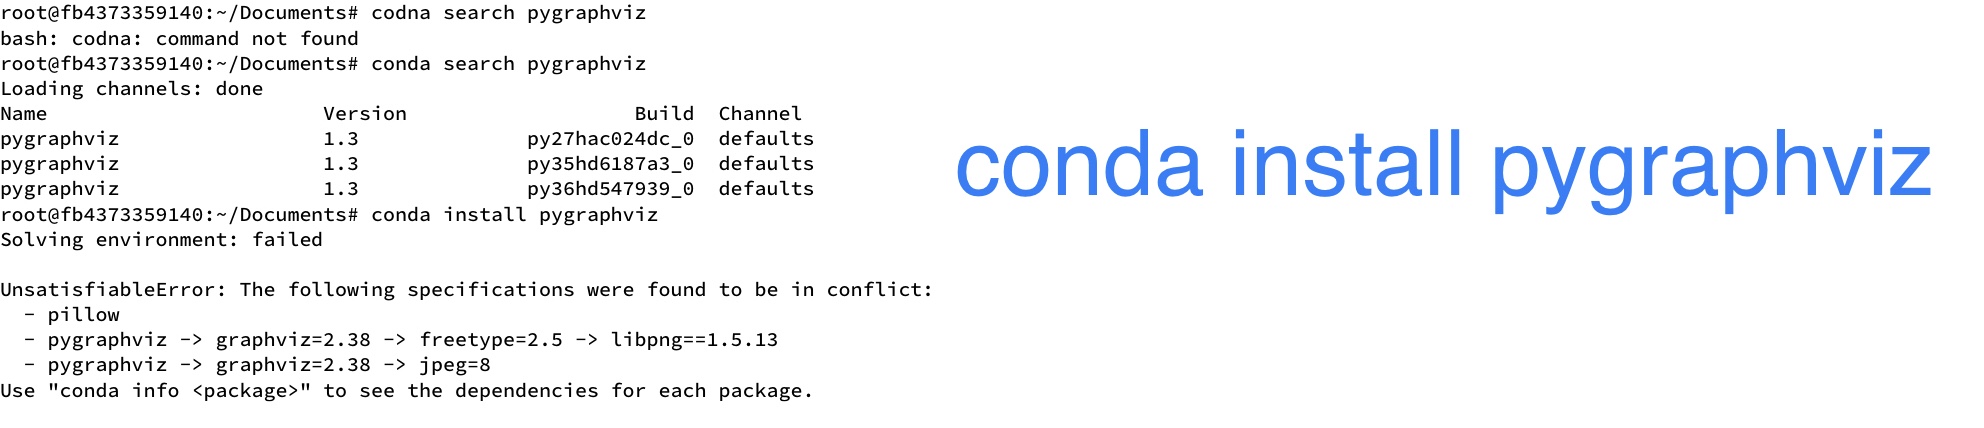 root@fb4373359140:~/Documents# codna search pygraphviz
bash: codna: command not found
root@fb4373359140:~/Documents# conda search pygraphviz
Loading channels: done
Name                       Version                   Build  Channel
pygraphviz                 1.3              py27hac024dc_0  defaults
pygraphviz                 1.3              py35hd6187a3_0  defaults
pygraphviz                 1.3              py36hd547939_0  defaults
root@fb4373359140:~/Documents# conda install pygraphviz
Solving environment: failed
UnsatisfiableError: The following specifications were found to be in conflict:
  - pillow
  - pygraphviz -> graphviz=2.38 -> freetype=2.5 -> libpng==1.5.13
  - pygraphviz -> graphviz=2.38 -> jpeg=8
Use "conda info <package>" to see the dependencies for each package.
conda install pygraphviz